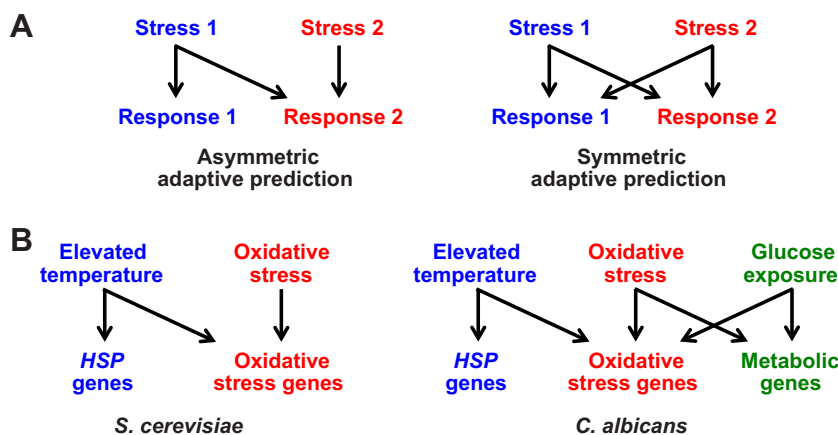 A
Stress 1 Stress 2 Stress 1 Stress 2
Response 1 Response 2 Response 1 Response 2
Asymmetric Symmetric
adaptive prediction adaptive prediction
B
Elevated Oxidative Elevated Oxidative Glucose
temperature stress temperature stress exposure
HSP Oxidative HSP Oxidative Metabolic
genes stress genes genes stress genes genes
S. cerevisiae C. albicans